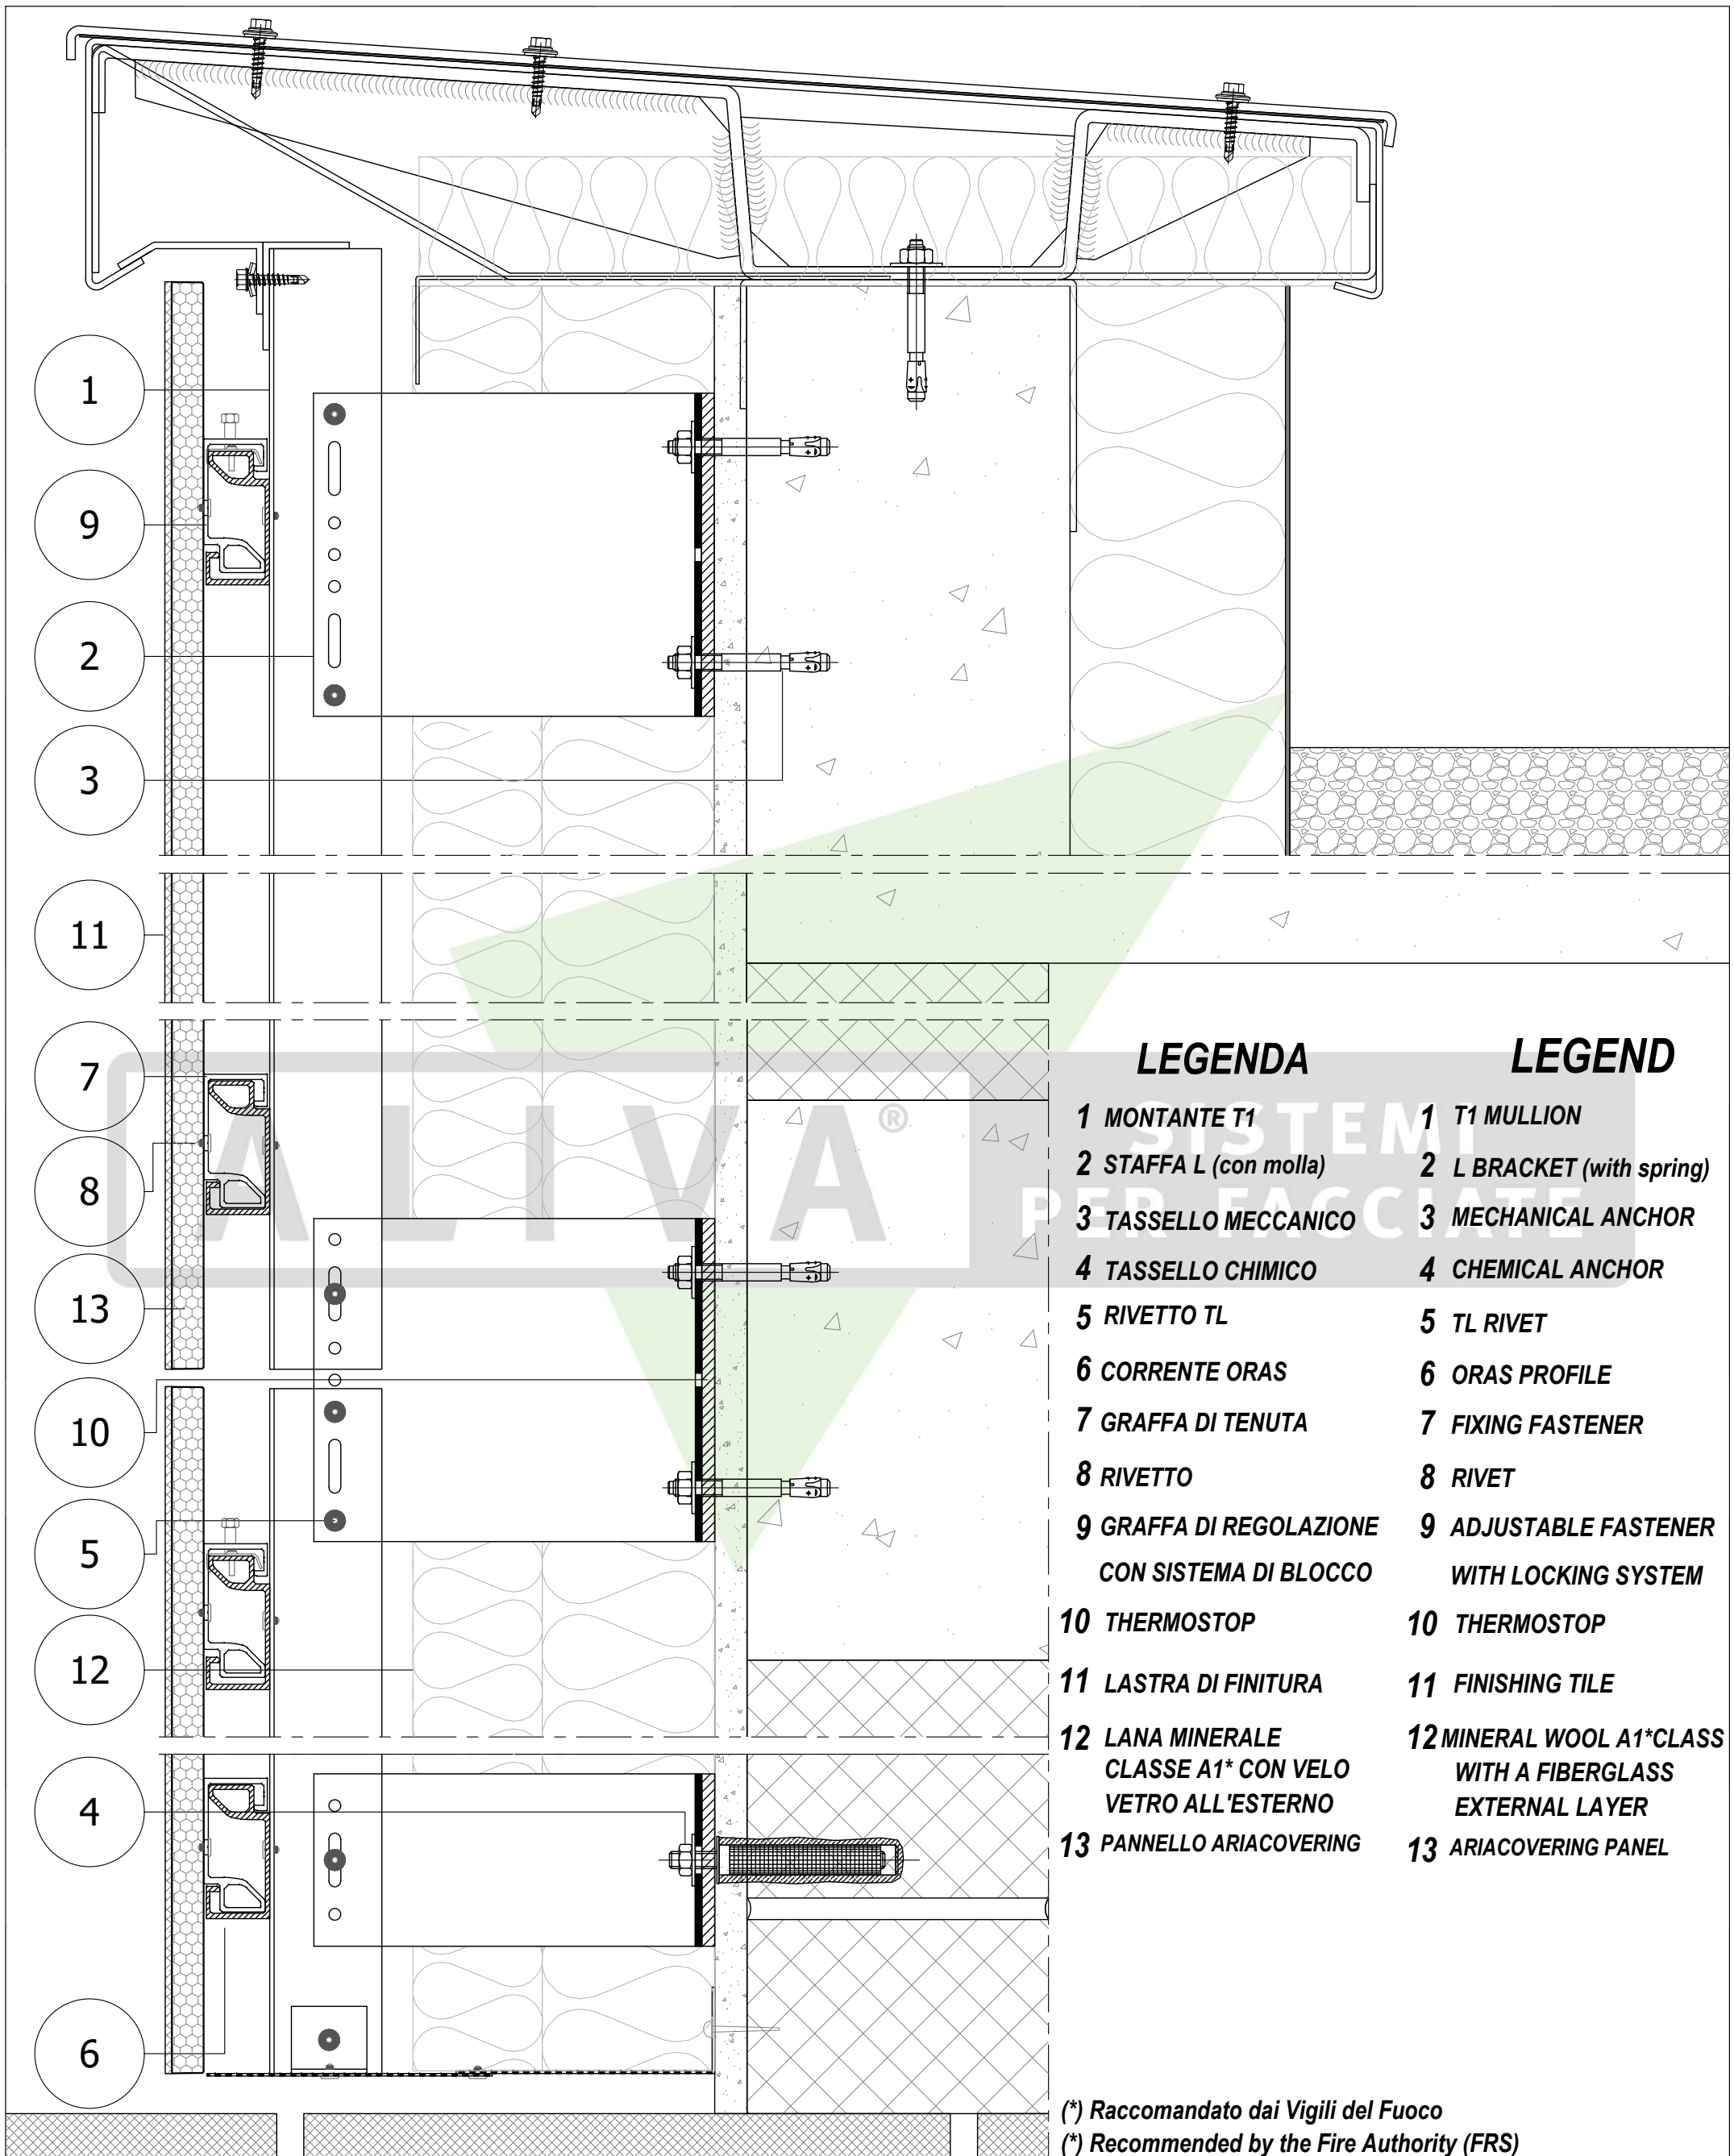 1
9
2
3
11
7
8
13
10
5
12
4
6
ALIVA®
SISTEMI
PER FACCIATE
LEGENDA
1 MONTANTE T1
2 STAFFA L (con molla)
3 TASSELLO MECCANICO
4 TASSELLO CHIMICO
5 RIVETTO TL
6 CORRENTE ORAS
7 GRAFFA DI TENUTA
8 RIVETTO
9 GRAFFA DI REGOLAZIONE
CON SISTEMA DI BLOCCO
10 THERMOSTOP
11 LASTRA DI FINITURA
12 LANA MINERALE
CLASSE A1* CON VELO
VETRO ALL'ESTERNO
13 PANNELLO ARIACOVERING
LEGEND
1 T1 MULLION
2 L BRACKET (with spring)
3 MECHANICAL ANCHOR
4 CHEMICAL ANCHOR
5 TL RIVET
6 ORAS PROFILE
7 FIXING FASTENER
8 RIVET
9 ADJUSTABLE FASTENER
WITH LOCKING SYSTEM
10 THERMOSTOP
11 FINISHING TILE
12 MINERAL WOOL A1*CLASS
WITH A FIBERGLASS
EXTERNAL LAYER
13 ARIACOVERING PANEL
(*) Raccomandato dai Vigili del Fuoco
(*) Recommended by the Fire Authority (FRS)